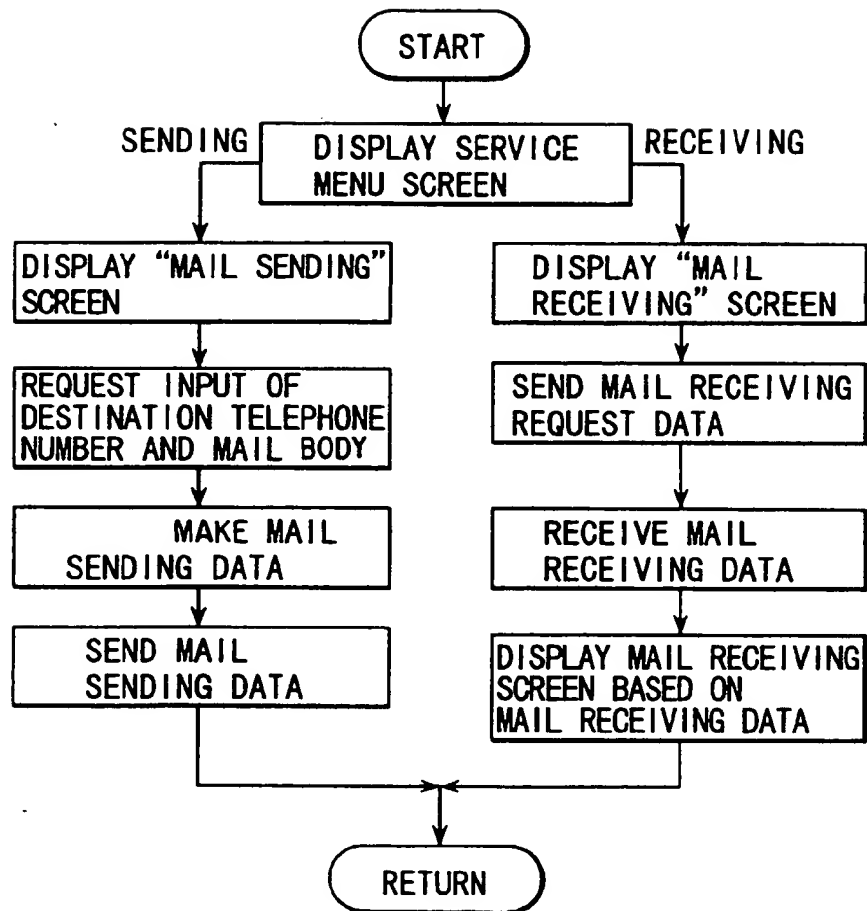 START
SENDING
RECEIVING
DISPLAY SERVICE
MENU SCREEN
DISPLAY “MAIL SENDING”
SCREEN
REQUEST INPUT OF
DESTINATION TELEPHONE
NUMBER AND MAIL BODY
MAKE MAIL
SENDING DATA
SEND MAIL
SENDING DATA
DISPLAY “MAIL
RECEIVING” SCREEN
SEND MAIL RECEIVING
REQUEST DATA
RECEIVE MAIL
RECEIVING DATA
DISPLAY MAIL RECEIVING
SCREEN BASED ON
MAIL RECEIVING DATA
RETURN